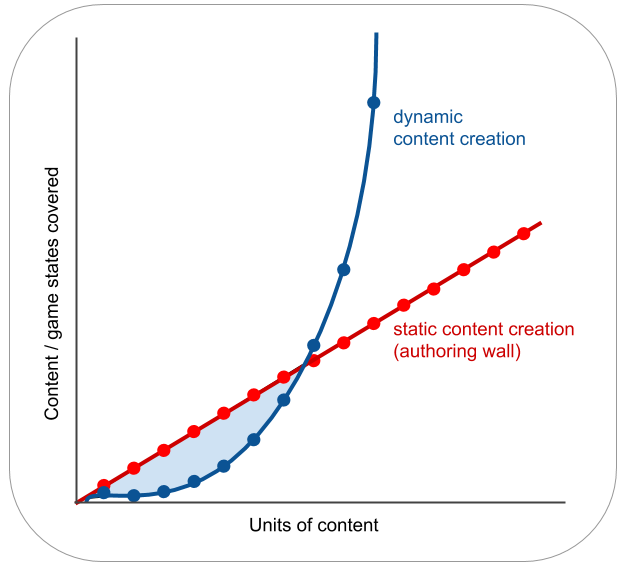 dynamic
content creation
Content / game states covered
static content creation
(authoring wall)
Units of content